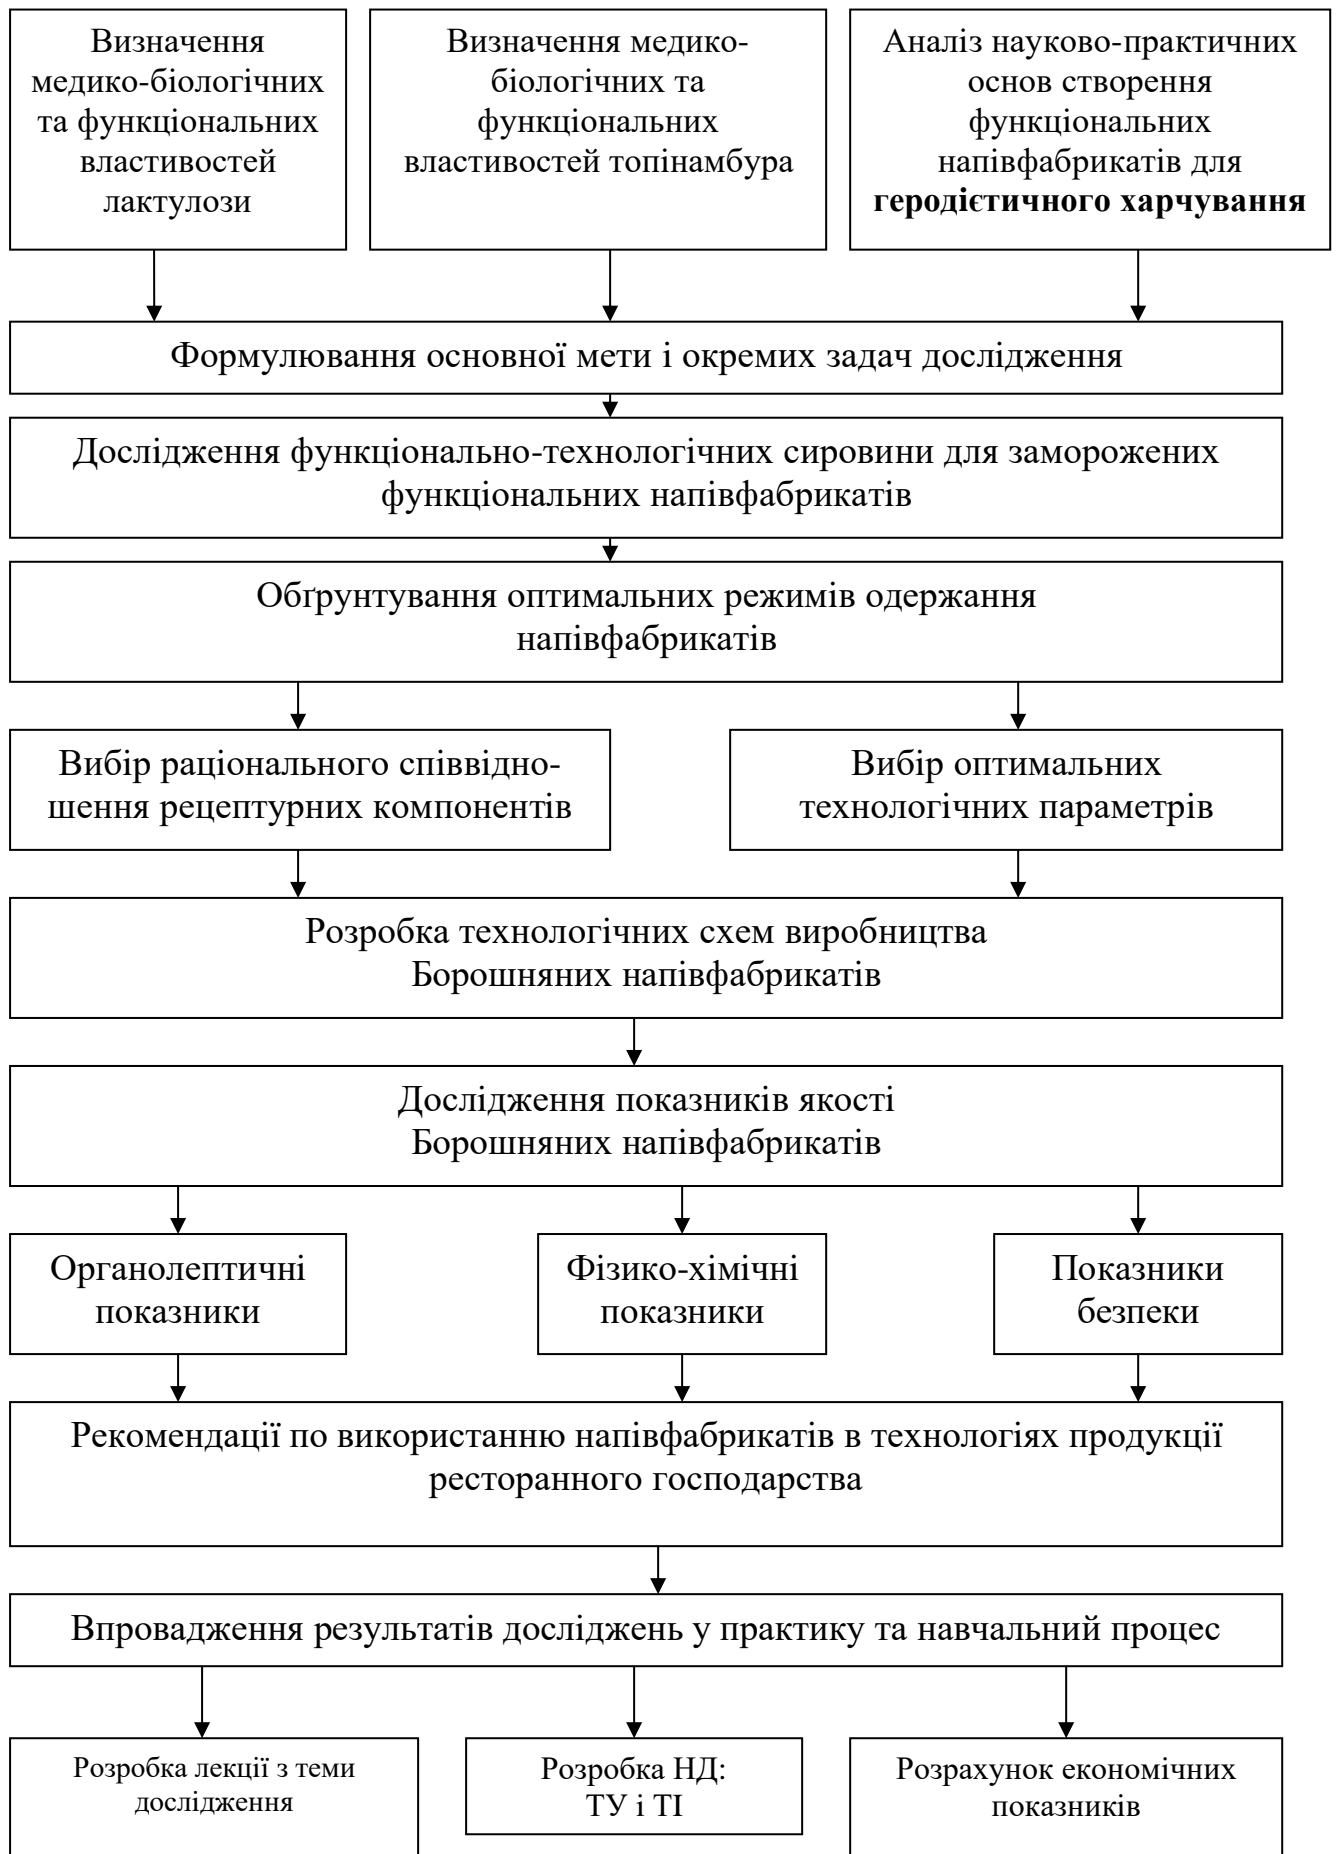 Визначення
медико-біологічних
та функціональних
властивостей
лактулози
Визначення медико-
біологічних та
функціональних
властивостей топінамбура
Аналіз науково-практичних
основ створення
функціональних
напівфабрикатів для
геродієтичного харчування
Формулювання основної мети і окремих задач дослідження
Дослідження функціонально-технологічних сировини для заморожених
функціональних напівфабрикатів
Обґрунтування оптимальних режимів одержання
напівфабрикатів
Вибір раціонального співвідно-
шення рецептурних компонентів
Вибір оптимальних
технологічних параметрів
Розробка технологічних схем виробництва
Борошняних напівфабрикатів
Дослідження показників якості
Борошняних напівфабрикатів
Органолептичні
показники
Фізико-хімічні
показники
Показники
безпеки
Рекомендації по використанню напівфабрикатів в технологіях продукції
ресторанного господарства
Впровадження результатів досліджень у практику та навчальний процес
Розробка лекції з теми
дослідження
Розробка НД:
ТУ і ТІ
Розрахунок економічних
показників